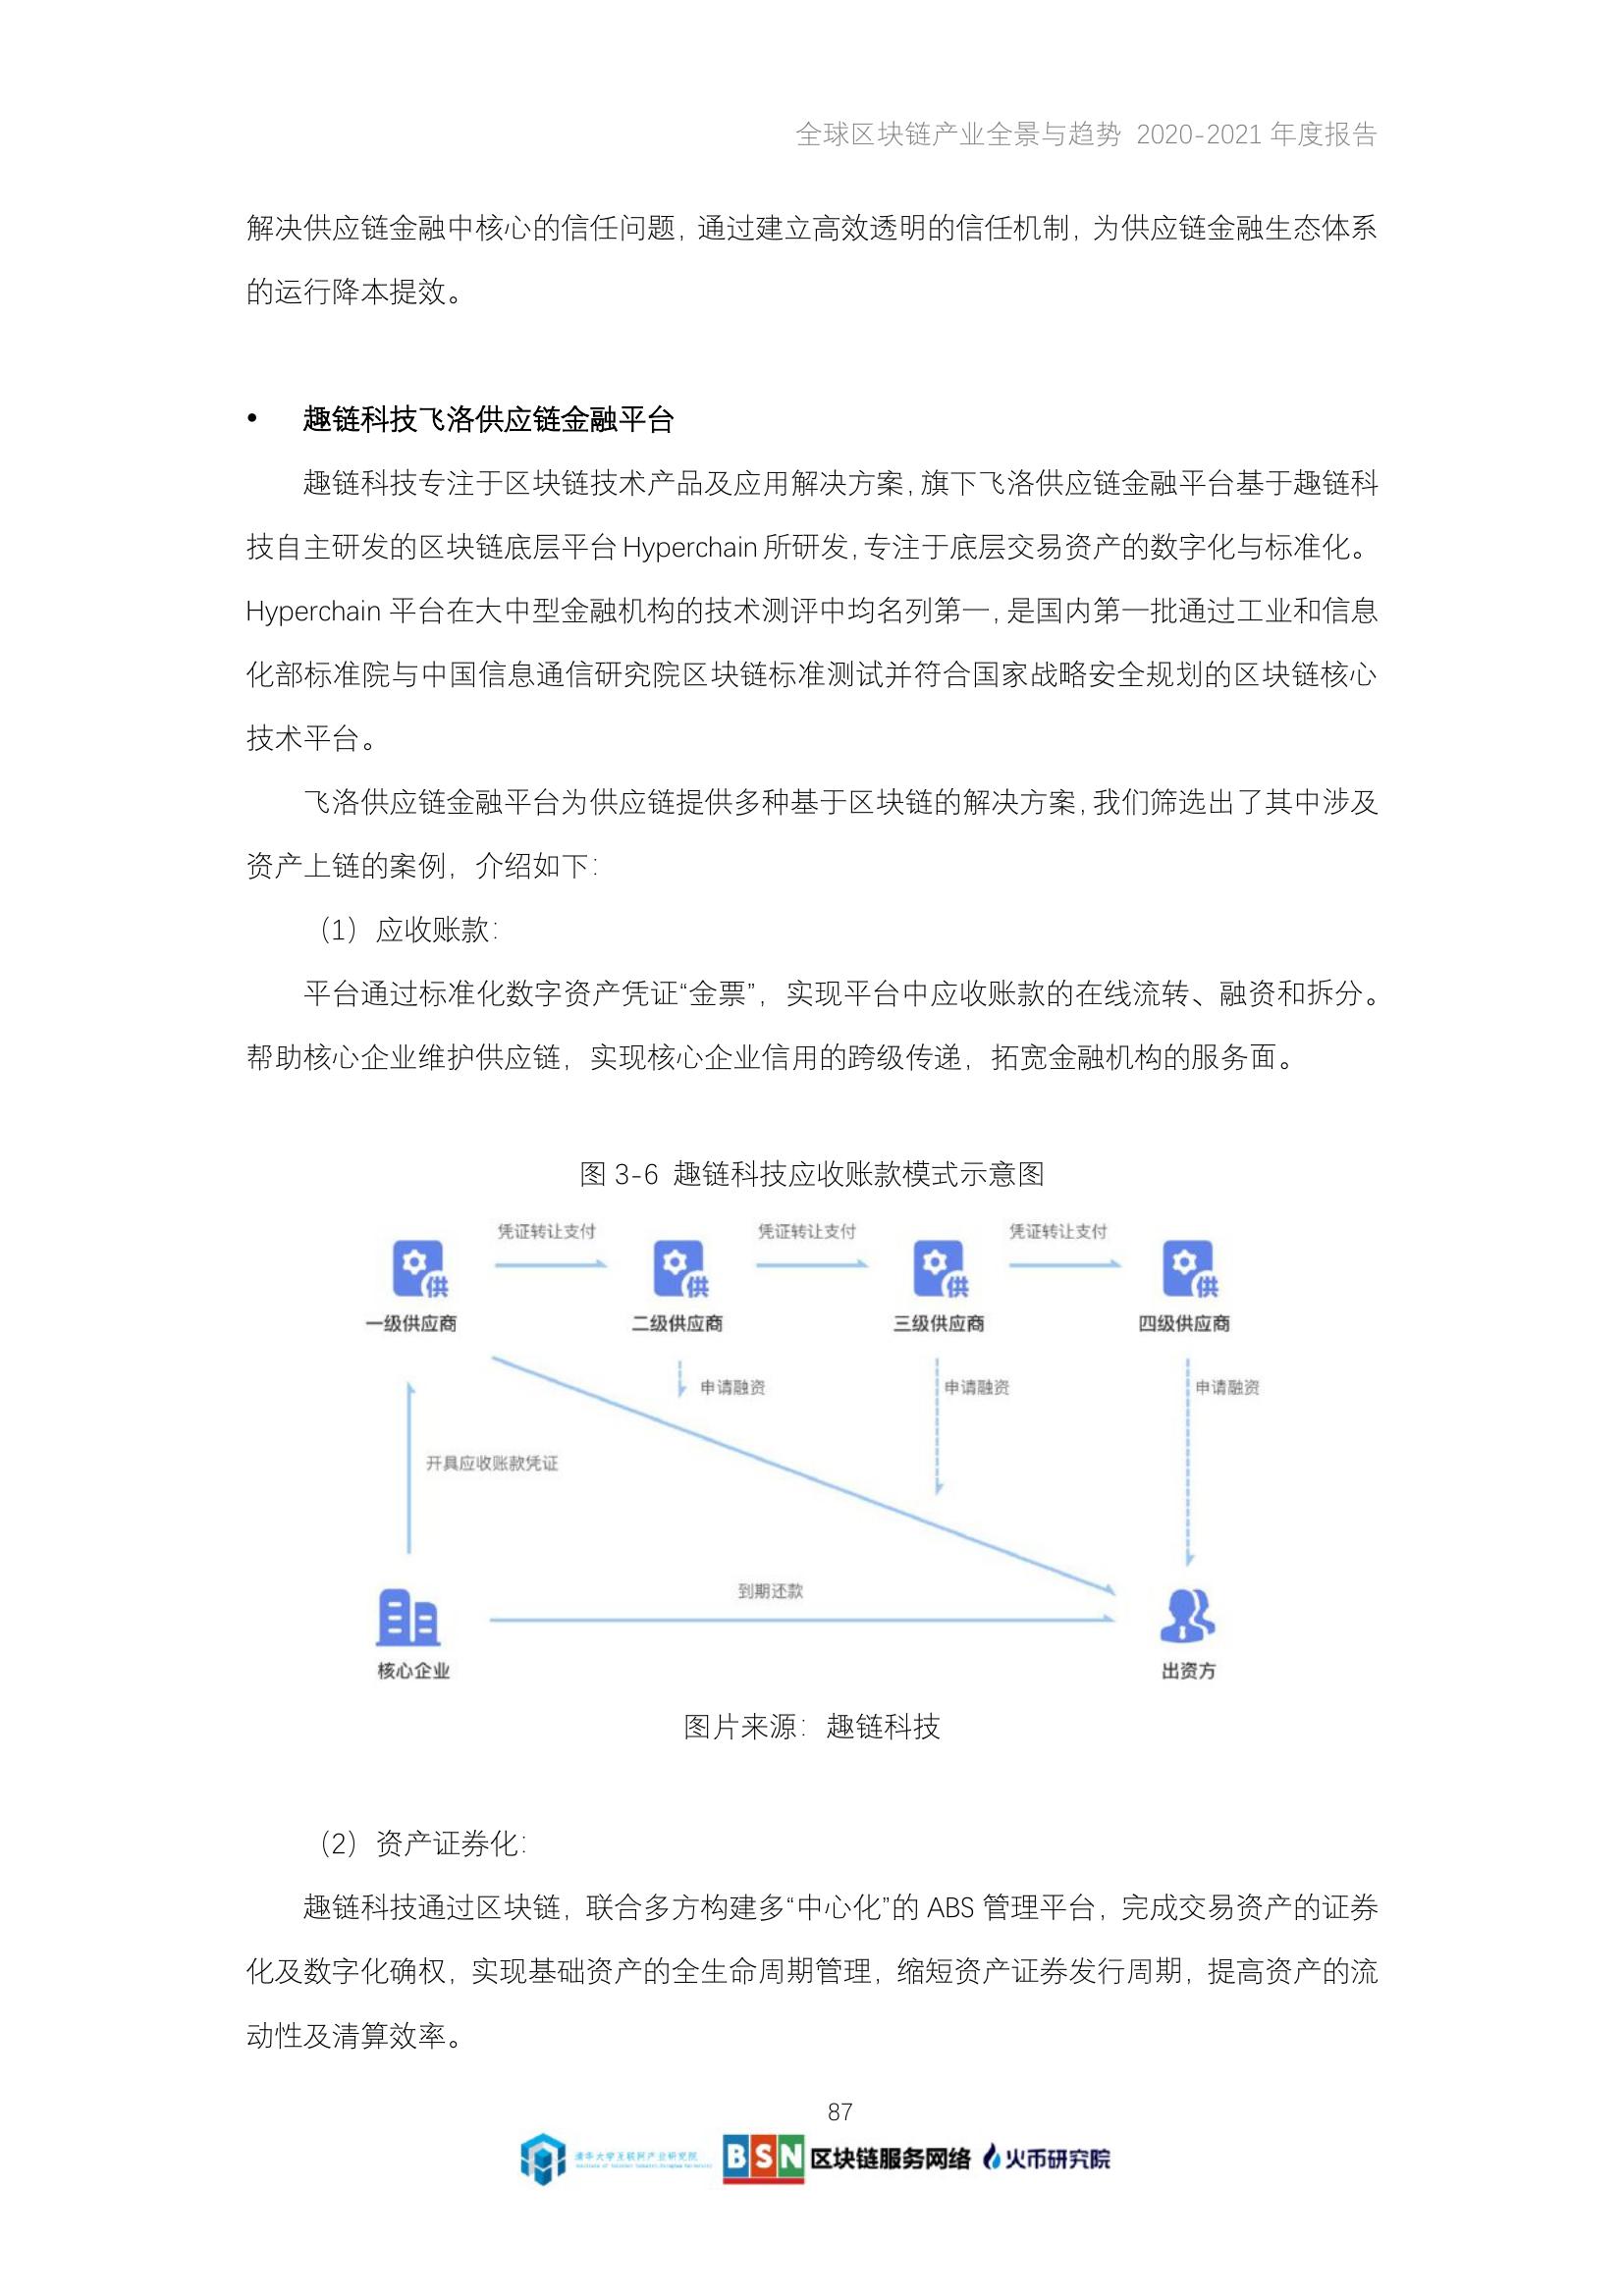 全球区块链产业全景与趋势 2020-2021 年度报告
解决供应链金融中核心的信任问题，通过建立高效透明的信任机制，为供应链金融生态体系
的运行降本提效。
• 趣链科技飞洛供应链金融平台
趣链科技专注于区块链技术产品及应用解决方案，旗下飞洛供应链金融平台基于趣链科
技自主研发的区块链底层平台 Hyperchain 所研发，专注于底层交易资产的数字化与标准化。
Hyperchain 平台在大中型金融机构的技术测评中均名列第一，是国内第一批通过工业和信息
化部标准院与中国信息通信研究院区块链标准测试并符合国家战略安全规划的区块链核心
技术平台。
飞洛供应链金融平台为供应链提供多种基于区块链的解决方案，我们筛选出了其中涉及
资产上链的案例，介绍如下：
（1）应收账款：
平台通过标准化数字资产凭证“金票”，实现平台中应收账款的在线流转、融资和拆分。
帮助核心企业维护供应链，实现核心企业信用的跨级传递，拓宽金融机构的服务面。
图 3-6 趣链科技应收账款模式示意图
凭证转让支付 凭证转让支付 凭证转让支付
供 供 供 供
一级供应商 二级供应商 三级供应商 四级供应商
申请融资 申请融资 申请融资
开具应收账款凭证
到期还款
核心企业 出资方
图片来源：趣链科技
（2）资产证券化：
趣链科技通过区块链，联合多方构建多“中心化”的 ABS 管理平台，完成交易资产的证券
化及数字化确权，实现基础资产的全生命周期管理，缩短资产证券发行周期，提高资产的流
动性及清算效率。
87
清华大学互联网产业研究院 BSN 区块链服务网络 火币研究院